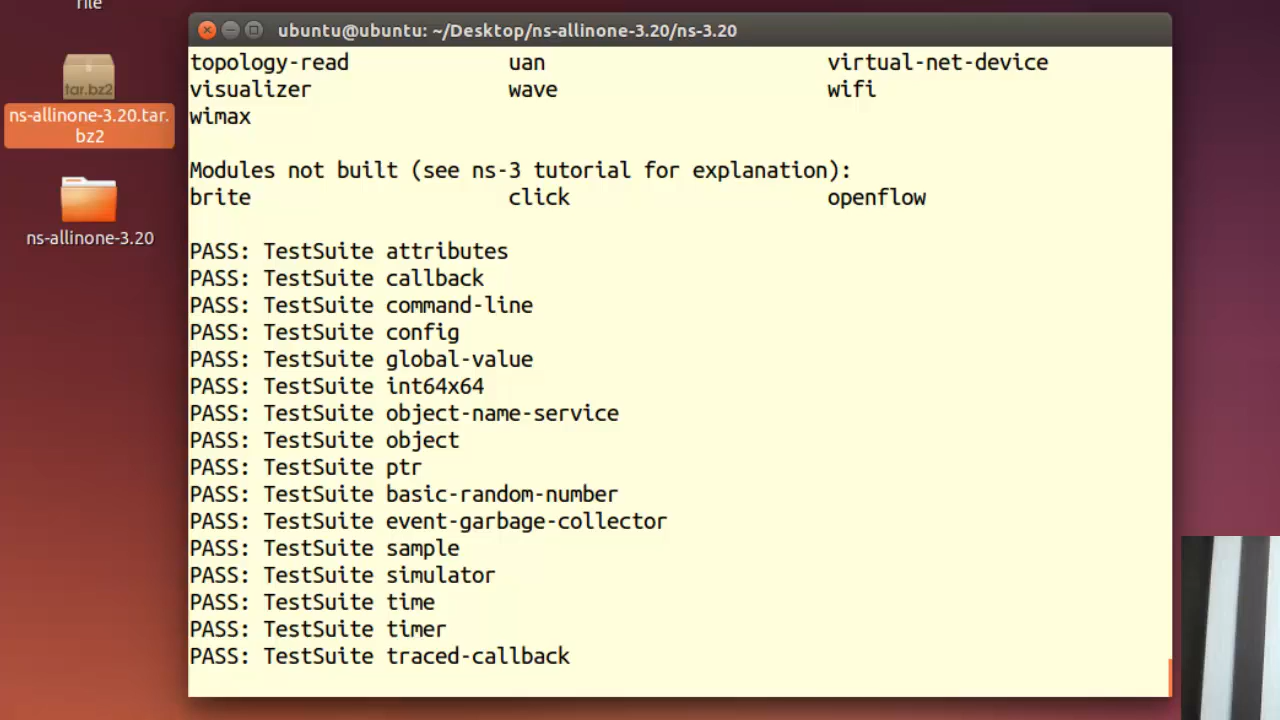 file
tar.bz2
ns-allinone-3.20.tar.
bz2
ns-allinone-3.20
ubuntu@ubuntu: ~/Desktop/ns-allinone-3.20/ns-3.20
topology-read uan virtual-net-device
visualizer wave wifi
wimax
Modules not built (see ns-3 tutorial for explanation):
brite click openflow
PASS: TestSuite attributes
PASS: TestSuite callback
PASS: TestSuite command-line
PASS: TestSuite config
PASS: TestSuite global-value
PASS: TestSuite int64x64
PASS: TestSuite object-name-service
PASS: TestSuite object
PASS: TestSuite ptr
PASS: TestSuite basic-random-number
PASS: TestSuite event-garbage-collector
PASS: TestSuite sample
PASS: TestSuite simulator
PASS: TestSuite time
PASS: TestSuite timer
PASS: TestSuite traced-callback